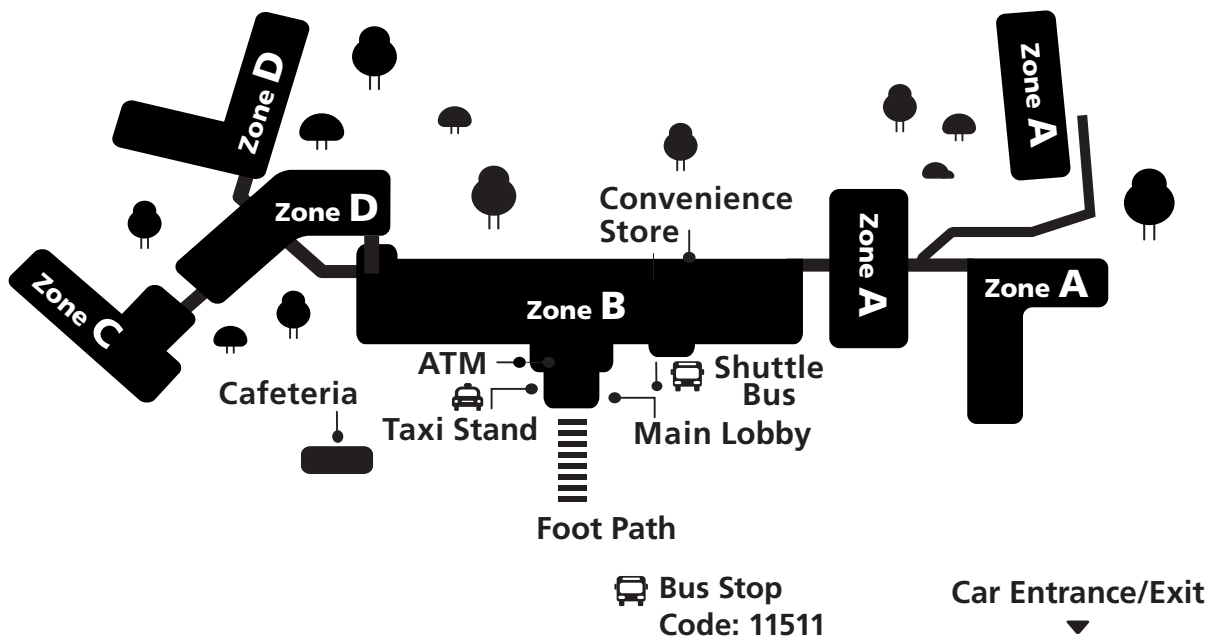 Zone D
Zone A
Zone D
Convenience
Store
Zone A
Zone A
Zone C
Zone B
ATM
Shuttle
Bus
Cafeteria
Taxi Stand
Main Lobby
Foot Path
Bus Stop
Code: 11511
Car Entrance/Exit